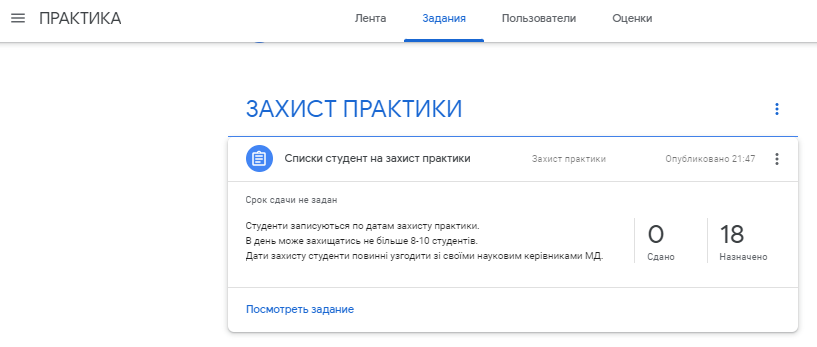 ПРАКТИКА
Лента Задания Пользователи Оценки
ЗАХИСТ ПРАКТИКИ
Списки студент на захист практики Захист практики Опубликовано 21:47
Срок сдачи не задан
Студенти записуються по датам захисту практики.
В день може захищатись не більше 8-10 студентів.
Дати захисту студенти повинні узгодити зі своїми науковим керівниками МД.
0 18
Сдано Назначено
Посмотреть задание